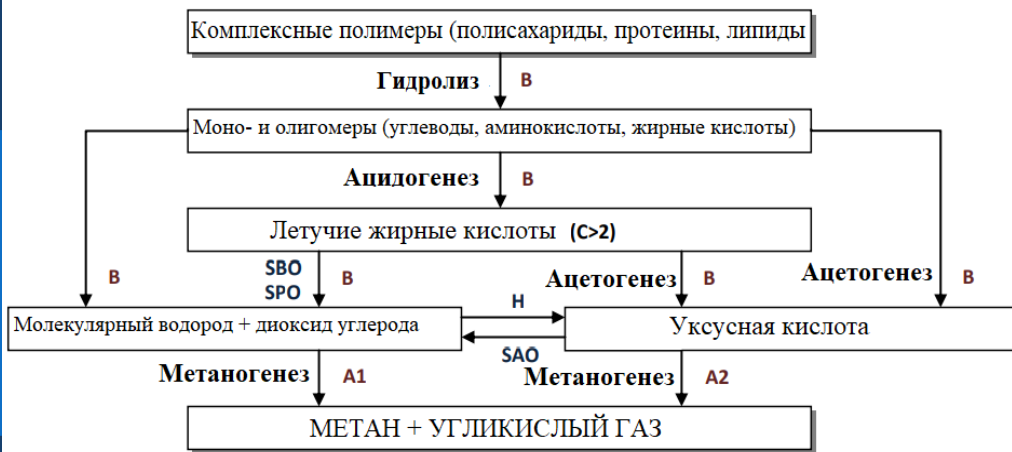 Комплексные полимеры (полисахариды, протеины, липиды
Гидролиз B
Моно- и олигомеры (углеводы, аминокислоты, жирные кислоты)
Ацидогенез B
Летучие жирные кислоты (C>2)
B
SBO
SPO
B
Ацетогенез B
Ацетогенез B
Молекулярный водород + диоксид углерода
H
SAO
Уксусная кислота
Метаногенез A1
Метаногенез A2
МЕТАН + УГЛИКИСЛЫЙ ГАЗ